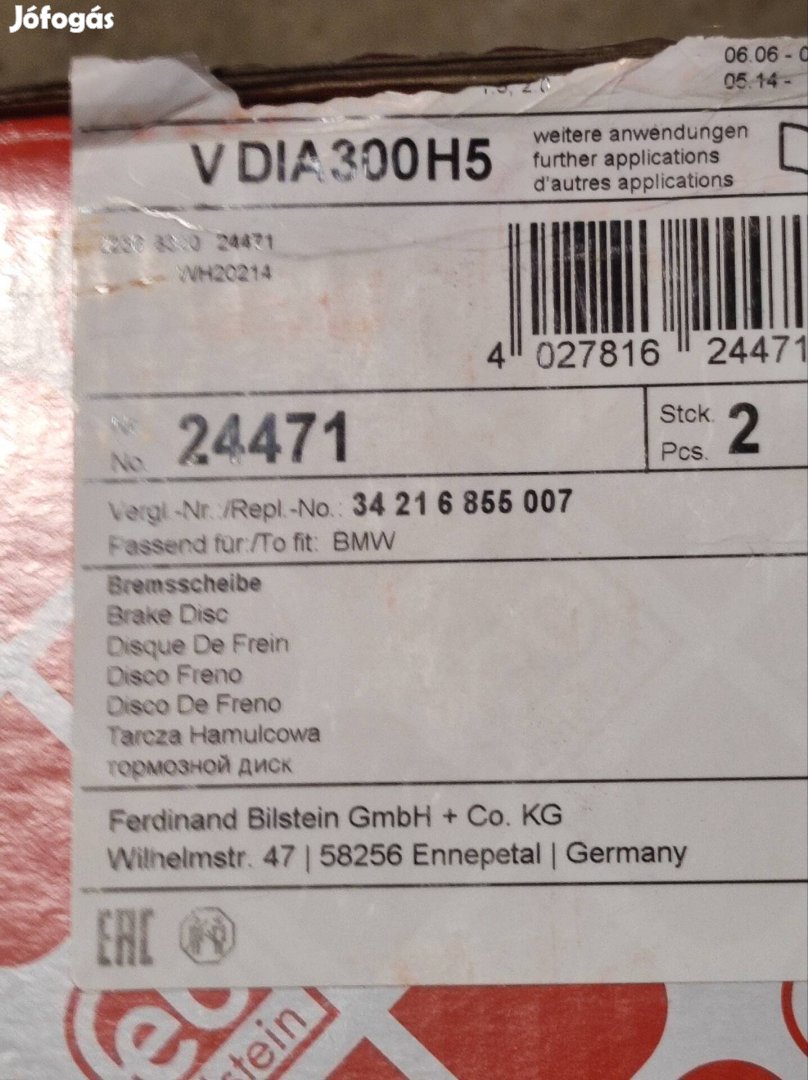 Jófogás
06.06 - 0
05.14 -
V DIA300H5
weitere anwendungen
further applications
d'autres applications
24471
WH20214
4 027816 24471
Nr.
No. 24471
Stck. 2
Pcs.
Vergl.-Nr.:/Repl.-No.: 34 21 6 855 007
Passend für:/To fit: BMW
Bremsscheibe
Brake Disc
Disque De Frein
Disco Freno
Disco De Freno
Tarcza Hamulcowa
тормозной диск
Ferdinand Bilstein GmbH + Co. KG
Wilhelmstr. 47 | 58256 Ennepetal | Germany
EAC